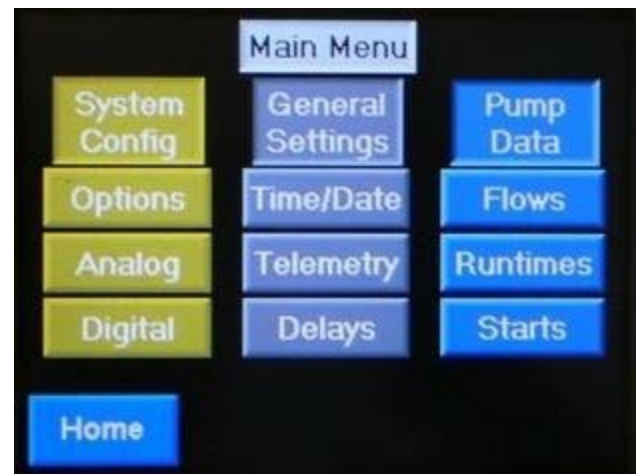 Main Menu
System
Config
General
Settings
Pump
Data
Options
Time/Date
Flows
Analog
Telemetry
Runtimes
Digital
Delays
Starts
Home